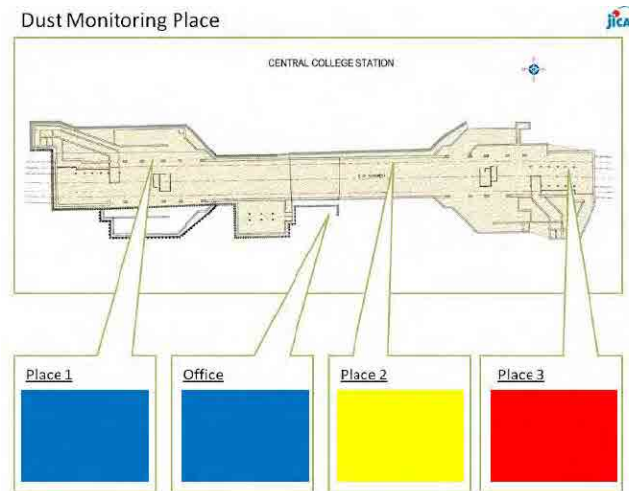 Dust Monitoring Place
jICA
CENTRAL COLLEGE STATION
Place 1
Office
Place 2
Place 3